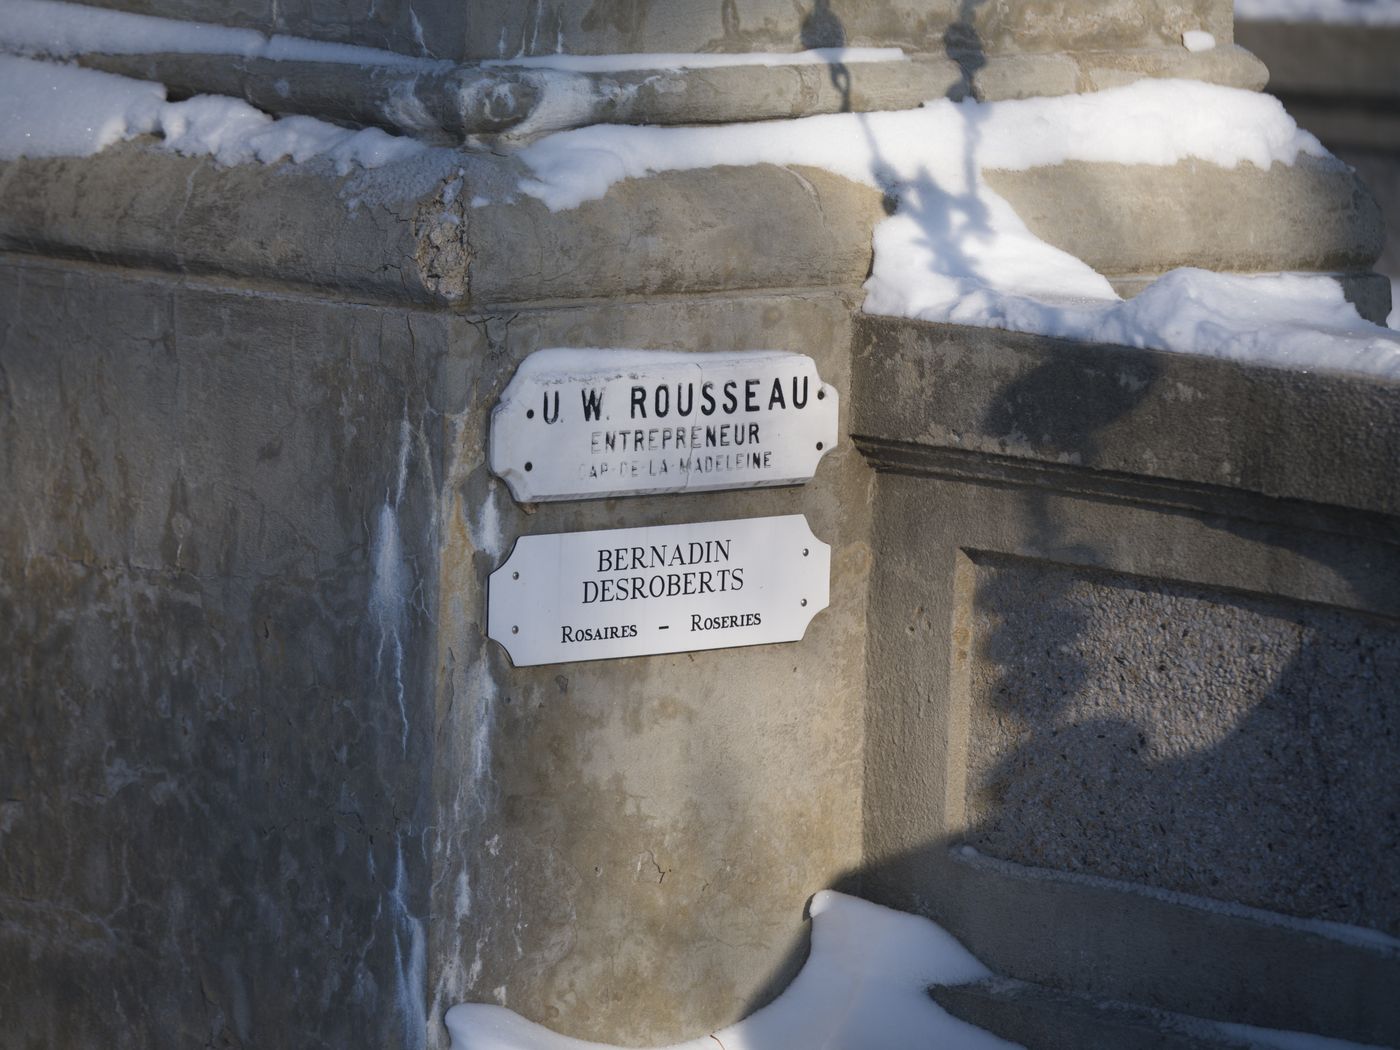 U. W. ROUSSEAU
ENTREPRENEUR
CAP-DE-LA-MADELEINE
BERNADIN
DESROBERTS
ROSAIRES – ROSERIES